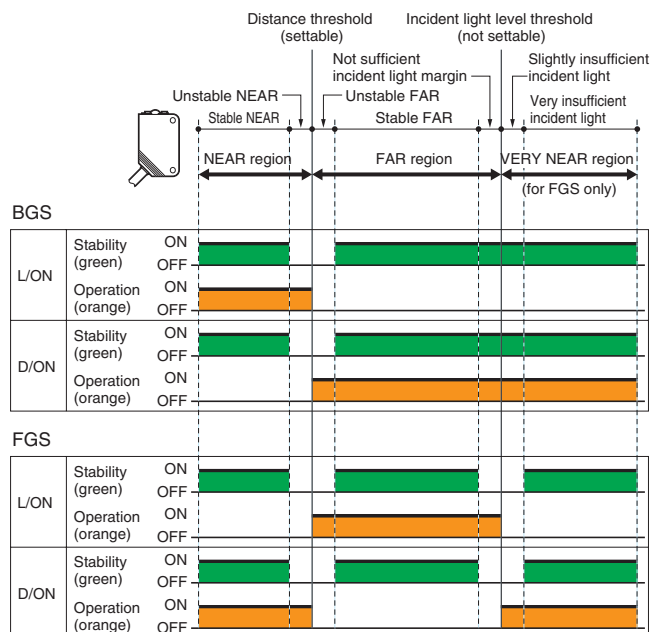 Distance threshold
(settable)
Incident light level threshold
(not settable)
Not sufficient
incident light margin
Slightly insufficient
incident light
Unstable NEAR
Unstable FAR
Very insufficient
incident light
Stable NEAR
Stable FAR
NEAR region
FAR region
VERY NEAR region
(for FGS only)
BGS
L/ON
Stability
(green)
ON
OFF
Operation
(orange)
ON
OFF
D/ON
Stability
(green)
ON
OFF
Operation
(orange)
ON
OFF
FGS
L/ON
Stability
(green)
ON
OFF
Operation
(orange)
ON
OFF
D/ON
Stability
(green)
ON
OFF
Operation
(orange)
ON
OFF